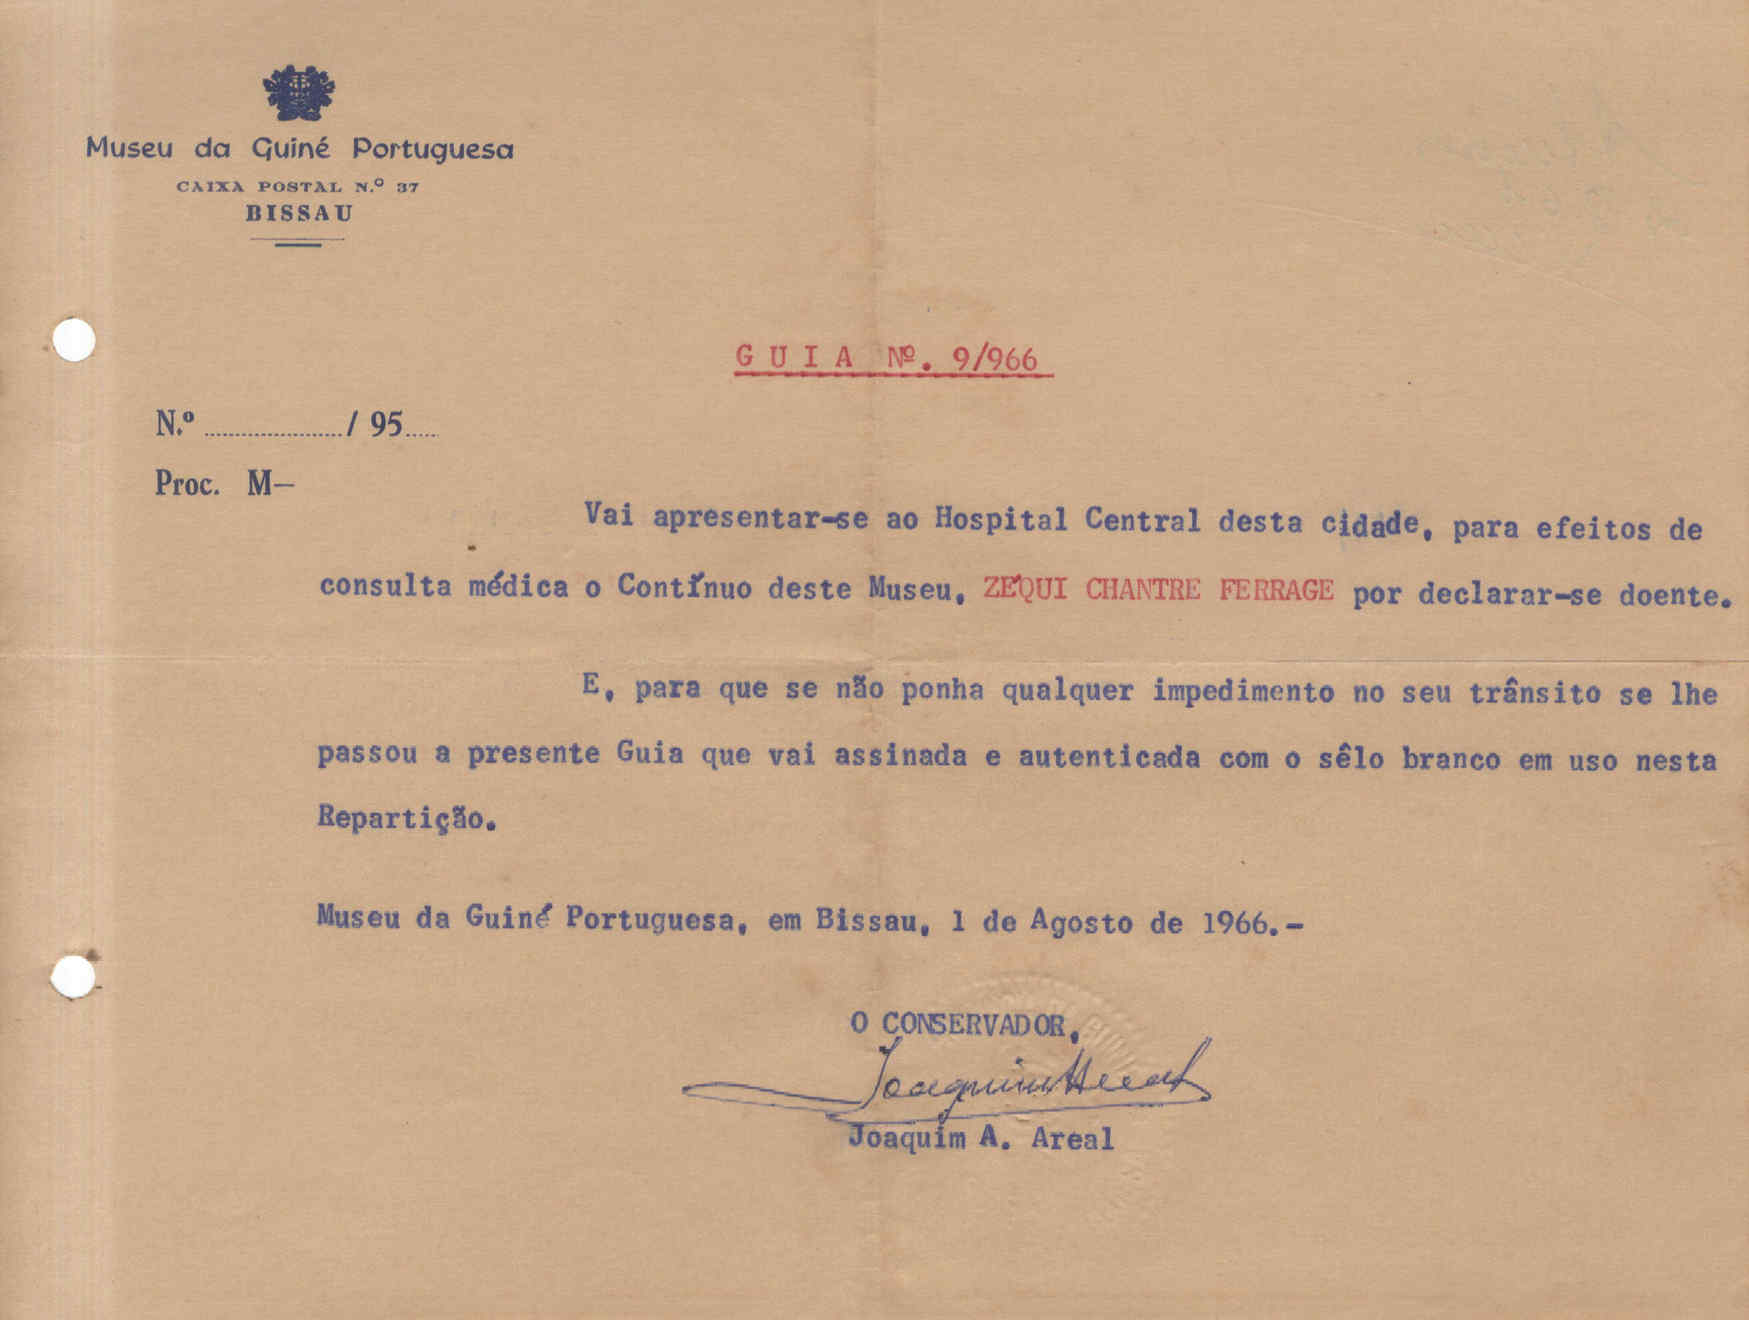 Museu da Guiné Portuguesa
CAIXA POSTAL N.º 37
BISSAU
GUIA Nº. 9/966
N.º ..................../ 95.....
Proc. M—
Vai apresentar-se ao Hospital Central desta cidade, para efeitos de
consulta médica o Contínuo deste Museu, ZÉQUI CHANTRE FERRAGE por declarar-se doente.
E, para que se não ponha qualquer impedimento no seu trânsito se lhe
passou a presente Guia que vai assinada e autenticada com o sêlo branco em uso nesta
Repartição.
Museu da Guiné Portuguesa, em Bissau, 1 de Agosto de 1966.-
O CONSERVADOR,
Joaquim Areal
Joaquim A. Areal